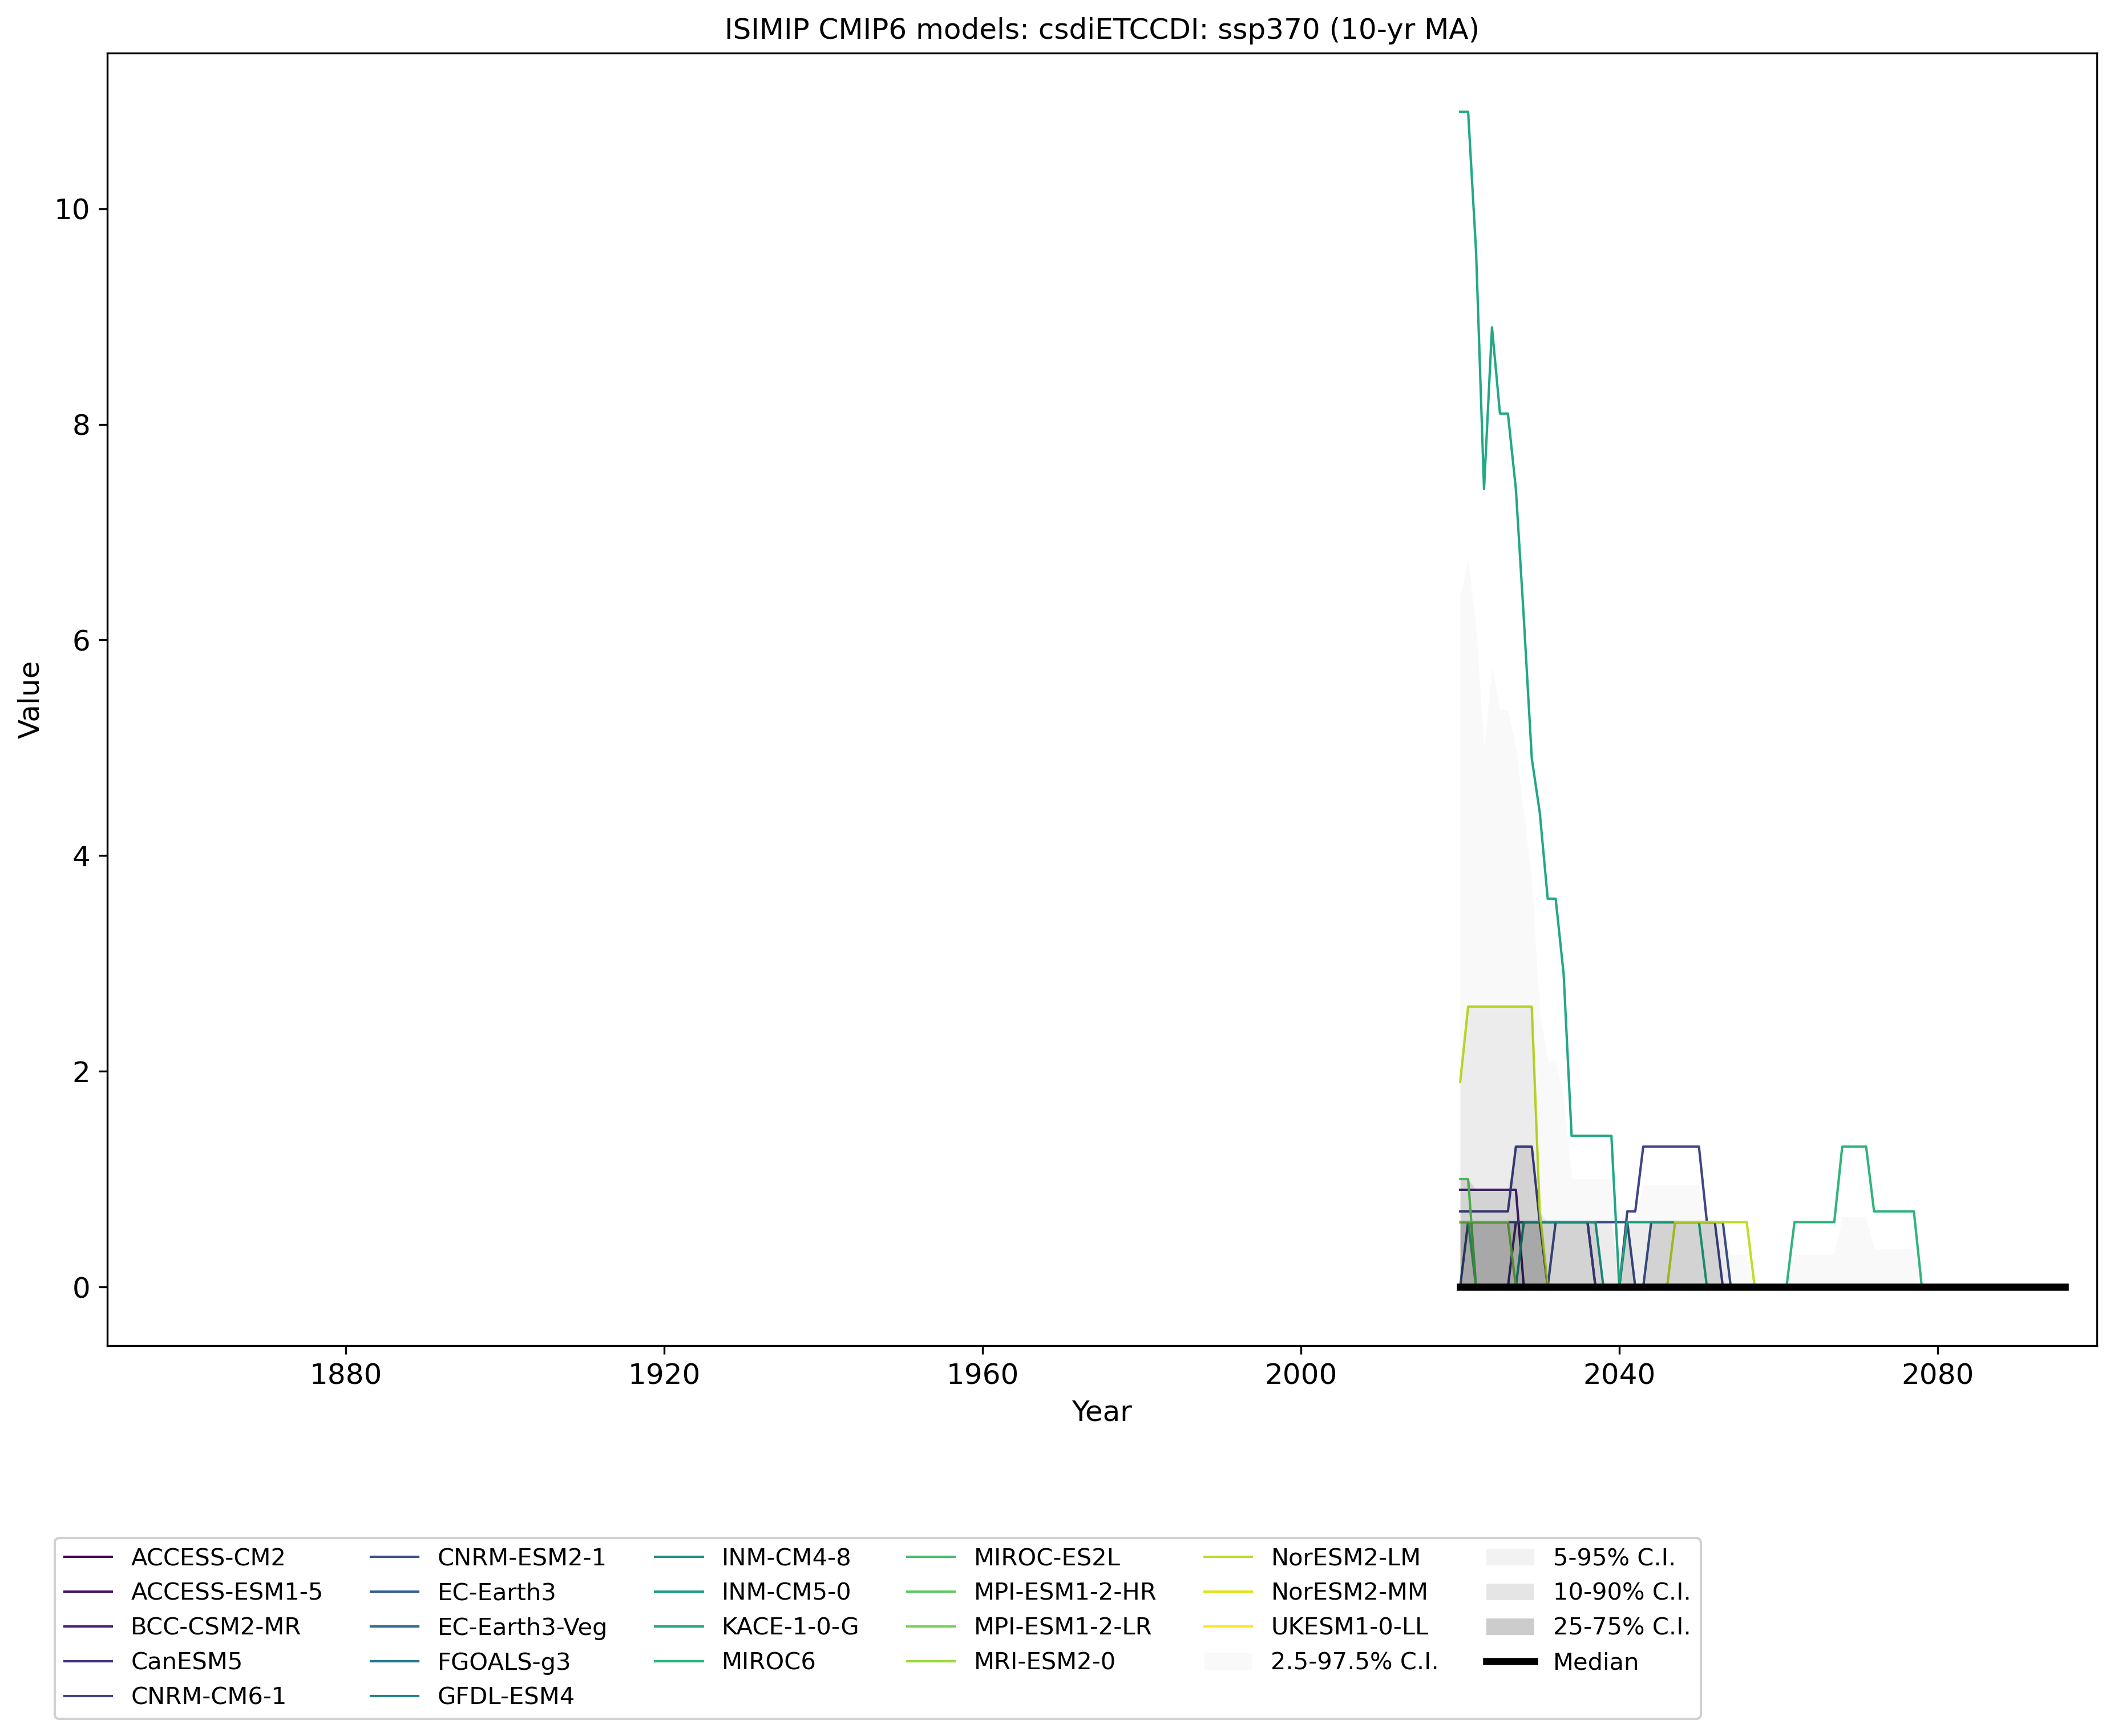 ISIMIP CMIP6 models: csdiETCCDI: ssp370 (10-yr MA)
10
8
6
4
2
0
Value
1880 1920 1960 2000 2040 2080
Year
ACCESS-CM2 CNRM-ESM2-1 INM-CM4-8 MIROC-ES2L NorESM2-LM 5-95% C.I.
ACCESS-ESM1-5 EC-Earth3 INM-CM5-0 MPI-ESM1-2-HR NorESM2-MM 10-90% C.I.
BCC-CSM2-MR EC-Earth3-Veg KACE-1-0-G MPI-ESM1-2-LR UKESM1-0-LL 25-75% C.I.
CanESM5 FGOALS-g3 MIROC6 MRI-ESM2-0 2.5-97.5% C.I. Median
CNRM-CM6-1 GFDL-ESM4